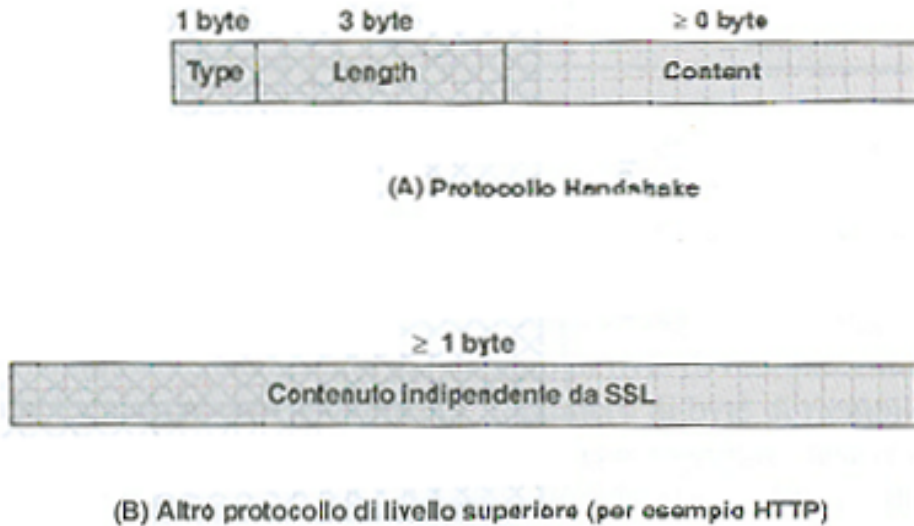 1 byte 3 byte ≥ 0 byte
Type Length Content
(A) Protocollo Handshake
≥ 1 byte
Contenuto indipendente da SSL
(B) Altro protocollo di livello superiore (per esempio HTTP)